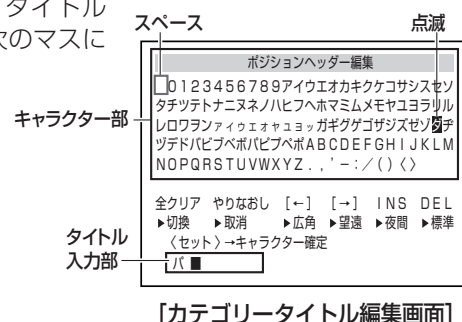 タイトル
次のマスに
スペース
点滅
ポジションヘッダー編集
0123456789アイウエオカキクケコサシスセソ
タチツテトナニヌネノハヒフヘホマミムメモヤユヨラリル
レロワヲンァィゥェォャュョッガギグゲゴザジズゼゾダヂ
ヅデドバビブベボパピプペポABCDEFGHIJKLM
NOPQRSTUVWXYZ.,'−:/()〈〉
キャラクター部
全クリア やりなおし [←] [→] INS DEL
▶切換 ▶取消 ▶広角 ▶望遠 ▶夜間 ▶標準
〈セット〉→キャラクター確定
タイトル
入力部
パ ■
[カテゴリータイトル編集画面]